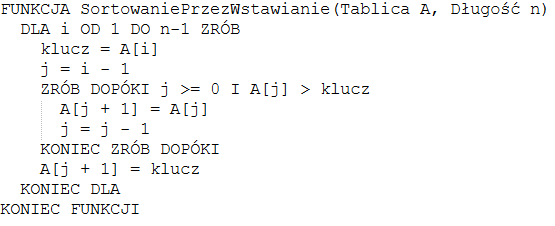 FUNKCJA SortowaniePrzezWstawianie(Tablica A, Długość n)
DLA i OD 1 DO n-1 ZRÓB
klucz = A[i]
j = i - 1
ZRÓB DOPÓKI j >= 0 I A[j] > klucz
A[j + 1] = A[j]
j = j - 1
KONIEC ZRÓB DOPÓKI
A[j + 1] = klucz
KONIEC DLA
KONIEC FUNKCJI